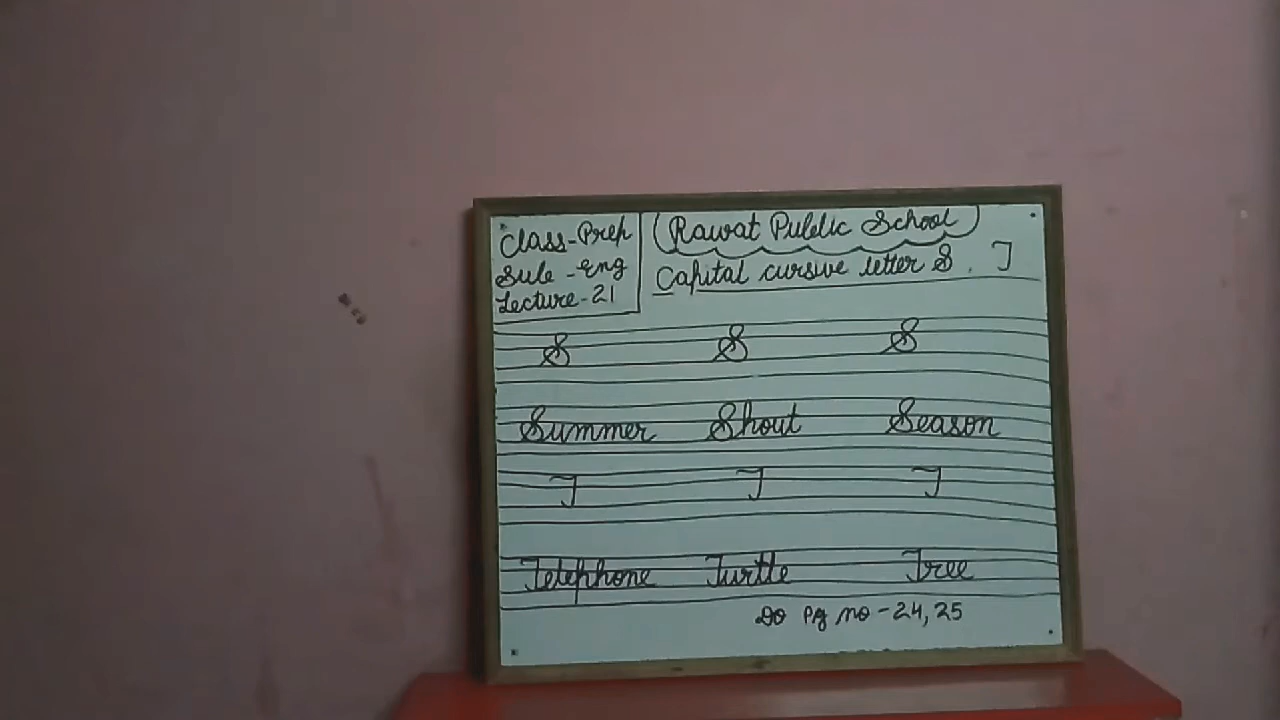 Class-Prep
Sub-Eng
Lecture-21
(Rawat Public School)
Capital cursive letter S, T
S S S
Summer Shout Season
T T T
Telephone Turtle Tree
Do pg no-24,25